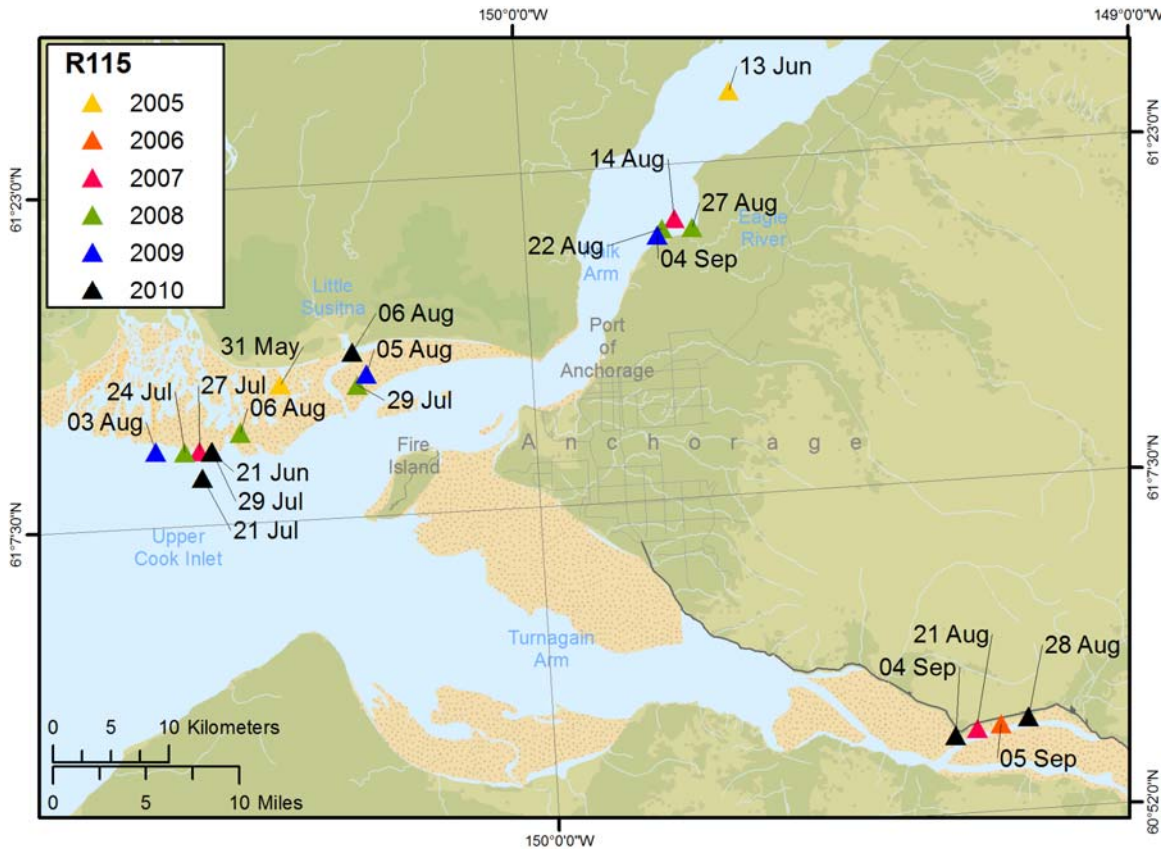 150°0'0"W
149°0'0"W
R115
2005
2006
2007
2008
2009
2010
13 Jun
61°23'0"N
61°23'0"N
14 Aug
27 Aug
Eagle
River
22 Aug
04 Sep
Knik
Arm
Little
Susitna
06 Aug
Port
of
Anchorage
31 May
05 Aug
24 Jul
27 Jul
06 Aug
29 Jul
03 Aug
Fire
Island
Anchorage
21 Jun
29 Jul
21 Jul
61°7'30"N
61°7'30"N
Upper
Cook Inlet
Turnagain
Arm
21 Aug
28 Aug
04 Sep
05 Sep
0 5 10 Kilometers
0 5 10 Miles
60°52'0"N
150°0'0"W